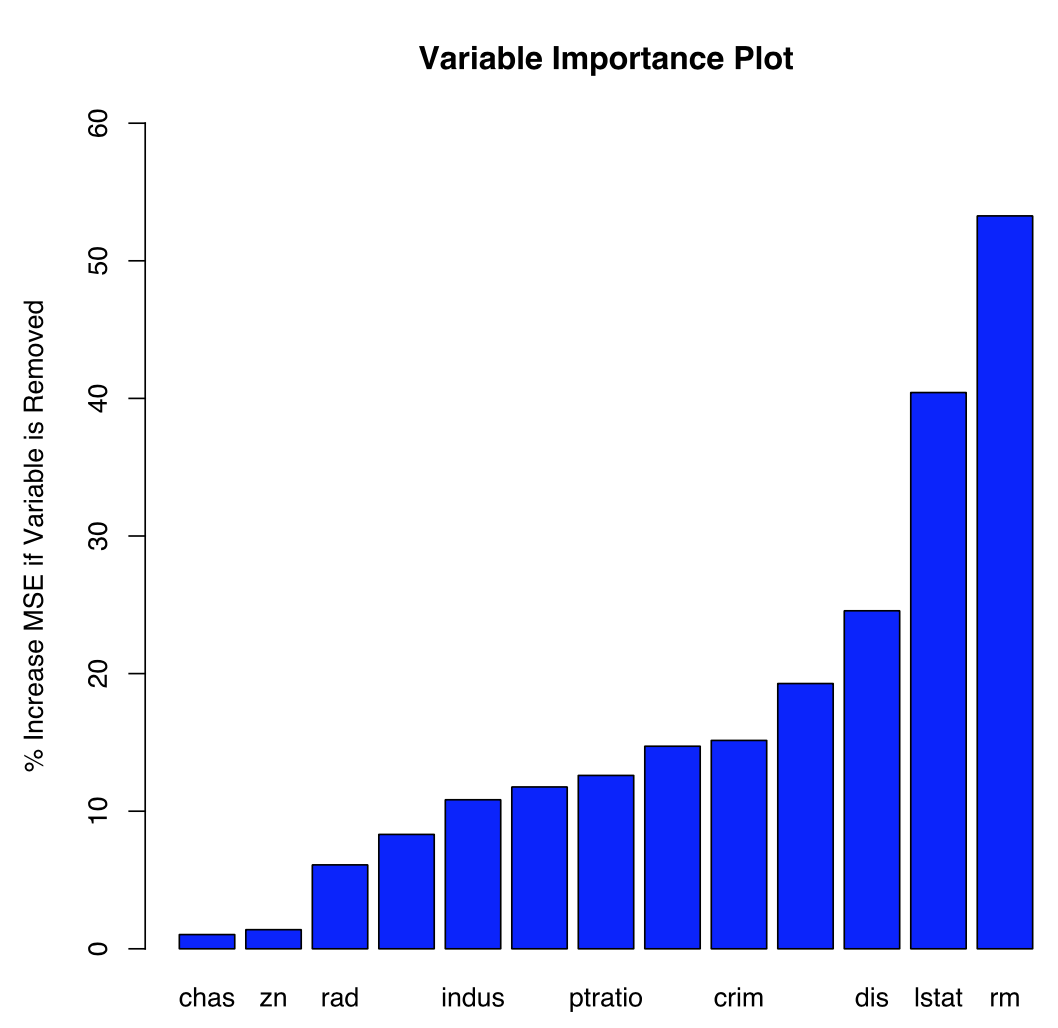 Variable Importance Plot
% Increase MSE if Variable is Removed
60
50
40
30
20
10
0
chas zn rad indus ptratio crim dis lstat rm